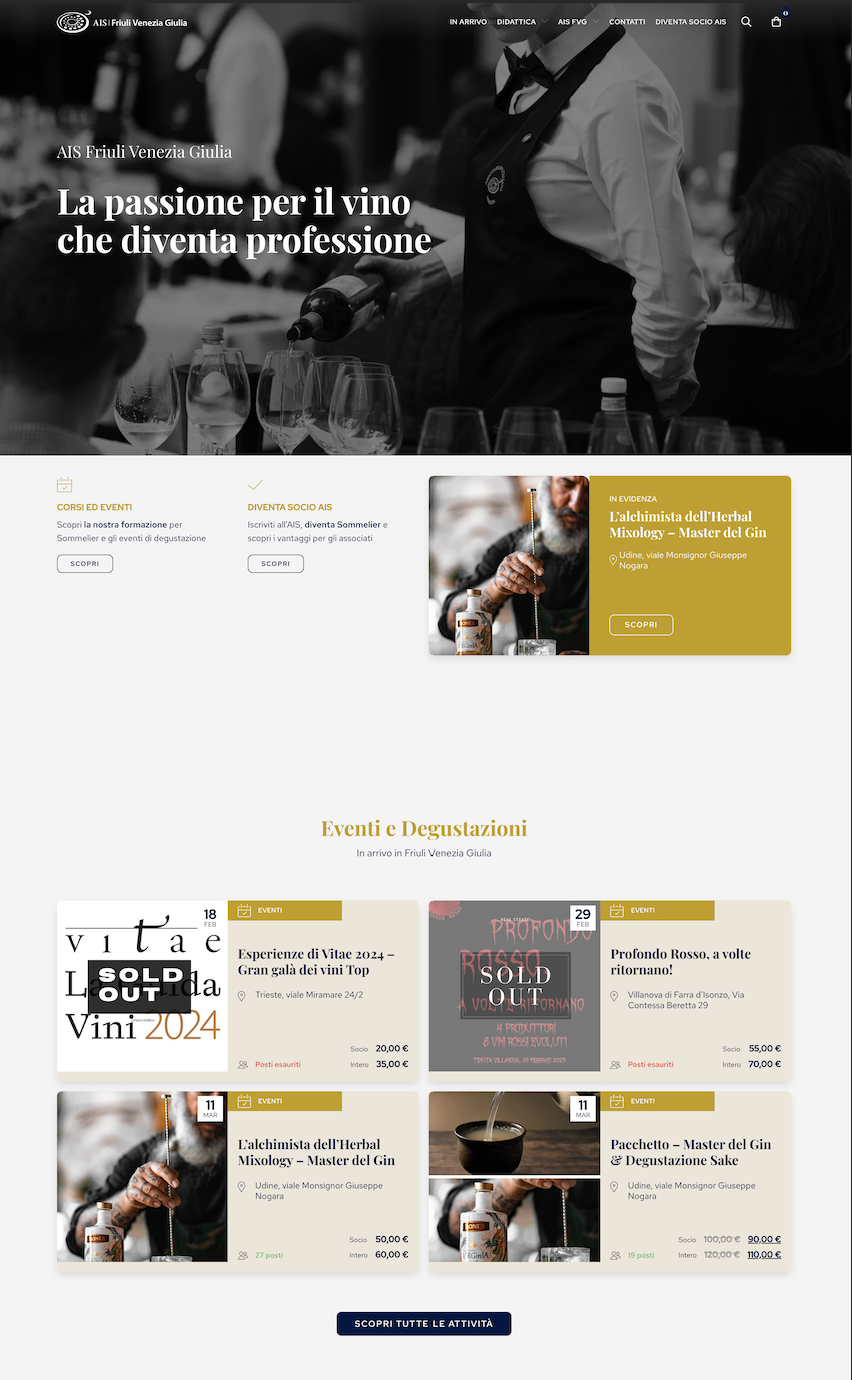 AIS | Friuli Venezia Giulia
IN ARRIVO DIDATTICA AIS FVG CONTATTI DIVENTA SOCIO AIS
0
AIS Friuli Venezia Giulia
La passione per il vino
che diventa professione
CORSI ED EVENTI
Scopri la nostra formazione per
Sommelier e gli eventi di degustazione
SCOPRI
DIVENTA SOCIO AIS
Iscriviti all'AIS, diventa Sommelier e
scopri i vantaggi per gli associati
SCOPRI
IN EVIDENZA
L'alchimista dell'Herbal
Mixology – Master del Gin
Udine, viale Monsignor Giuseppe
Nogara
SCOPRI
Eventi e Degustazioni
In arrivo in Friuli Venezia Giulia
vitae
Vini 2024
SOLD
OUT
18
FEB
EVENTI
Esperienze di Vitae 2024 –
Gran galà dei vini Top
Trieste, viale Miramare 24/2
Socio 20,00 €
Posti esauriti Intero 35,00 €
REAL ESTATE
PROFONDO
ROSSO
A VOLTE RITORNANO
4 PRODUTTORI
8 VINI ROSSI EVOLUTI
SOLD
OUT
29
FEB
EVENTI
Profondo Rosso, a volte
ritornano!
Villanova di Farra d'Isonzo, Via
Contessa Beretta 29
Socio 55,00 €
Posti esauriti Intero 70,00 €
11
MAR
EVENTI
L'alchimista dell'Herbal
Mixology – Master del Gin
Udine, viale Monsignor Giuseppe
Nogara
Socio 50,00 €
27 posti Intero 60,00 €
11
MAR
EVENTI
Pacchetto – Master del Gin
& Degustazione Sake
Udine, viale Monsignor Giuseppe
Nogara
Socio 100,00 € 90,00 €
19 posti Intero 120,00 € 110,00 €
SCOPRI TUTTE LE ATTIVITÀ